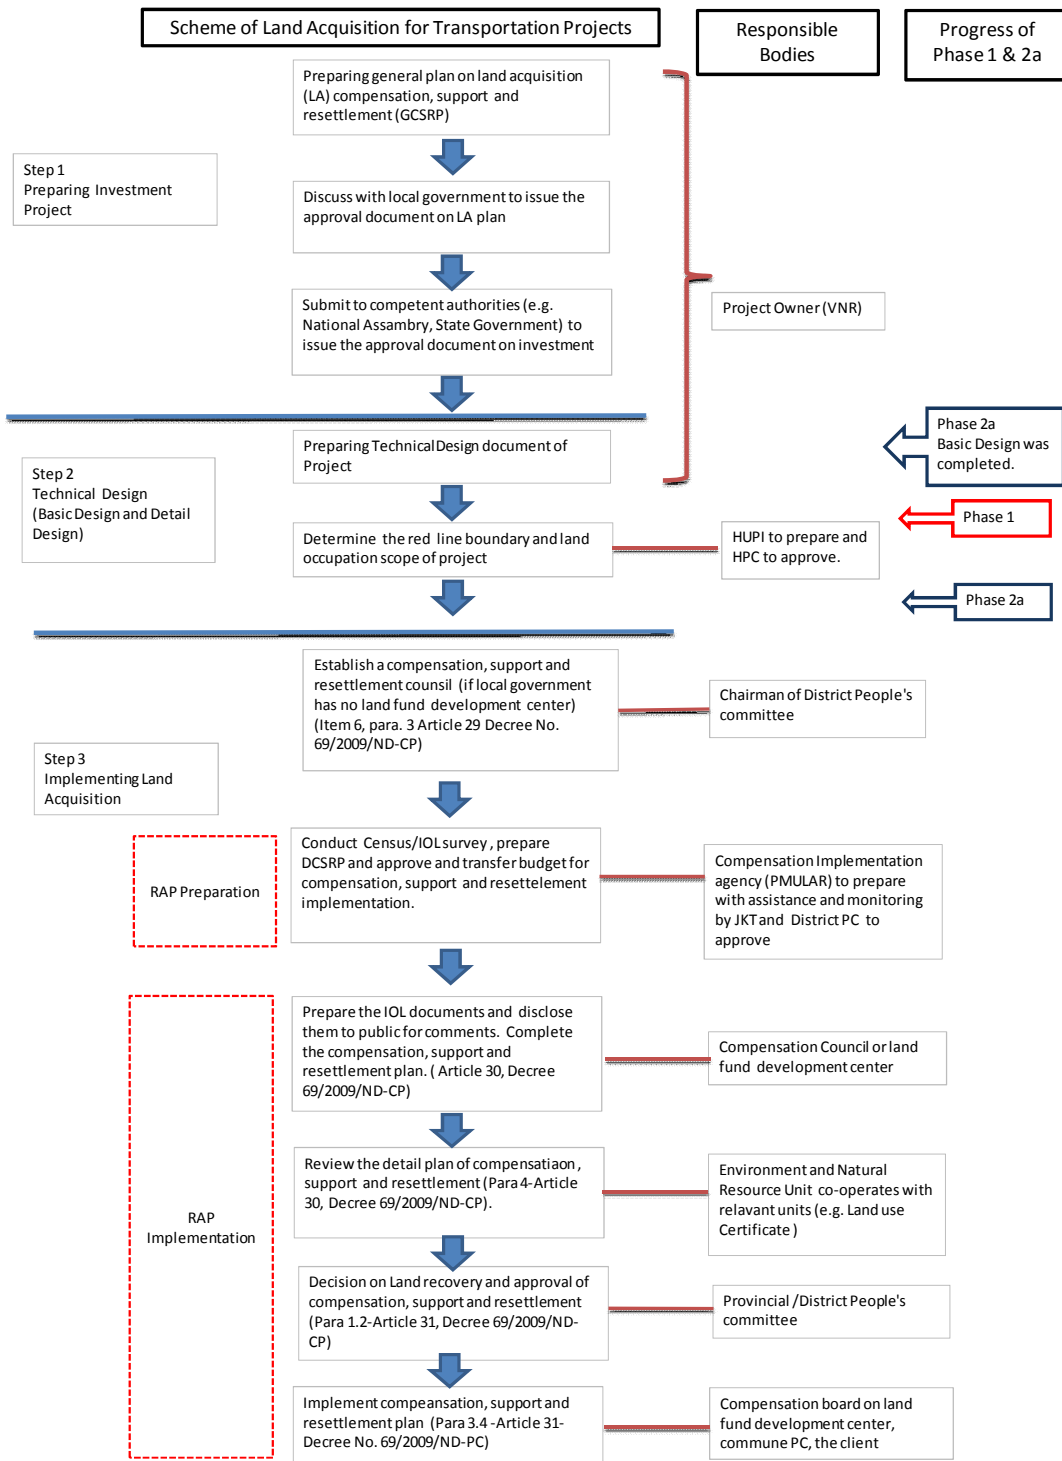 Scheme of Land Acquisition for Transportation Projects
Responsible
Bodies
Progress of
Phase 1 & 2a
Preparing general plan on land acquisition
(LA) compensation, support and
resettlement (GCSRP)
Step 1
Preparing Investment
Project
Discuss with local government to issue the
approval document on LA plan
Submit to competent authorities (e.g.
National Assambry, State Government) to
issue the approval document on investment
Project Owner (VNR)
Phase 2a
Basic Design was
completed.
Preparing Technical Design document of
Project
Step 2
Technical Design
(Basic Design and Detail
Design)
Phase 1
Determine the red line boundary and land
occupation scope of project
HUPI to prepare and
HPC to approve.
Phase 2a
Establish a compensation, support and
resettlement counsil (if local government
has no land fund development center)
(Item 6, para. 3 Article 29 Decree No.
69/2009/ND-CP)
Chairman of District People's
committee
Step 3
Implementing Land
Acquisition
RAP Preparation
Conduct Census/IOL survey , prepare
DCSRP and approve and transfer budget for
compensation, support and resettelement
implementation.
Compensation Implementation
agency (PMULAR) to prepare
with assistance and monitoring
by JKT and District PC to
approve
Prepare the IOL documents and disclose
them to public for comments. Complete
the compensation, support and
resettlement plan. ( Article 30, Decree
69/2009/ND-CP)
Compensation Council or land
fund development center
RAP
Implementation
Review the detail plan of compensatiaon ,
support and resettlement (Para 4-Article
30, Decree 69/2009/ND-CP).
Environment and Natural
Resource Unit co-operates with
relavant units (e.g. Land use
Certificate )
Decision on Land recovery and approval of
compensation, support and resettlement
(Para 1.2-Article 31, Decree 69/2009/ND-
CP)
Provincial /District People's
committee
Implement compeansation, support and
resettlement plan (Para 3.4 -Article 31-
Decree No. 69/2009/ND-PC)
Compensation board on land
fund development center,
commune PC, the client